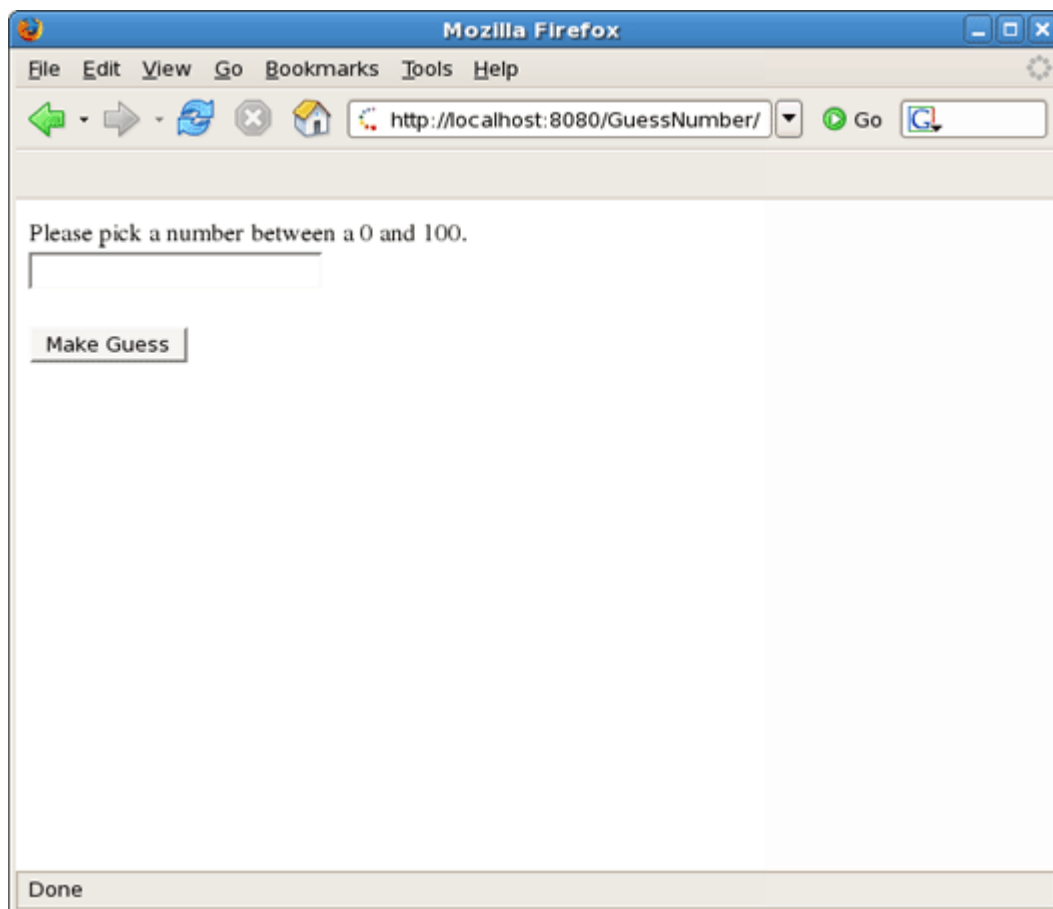 Mozilla Firefox
File Edit View Go Bookmarks Tools Help
http://localhost:8080/GuessNumber/ Go G
Please pick a number between a 0 and 100.
Make Guess
Done